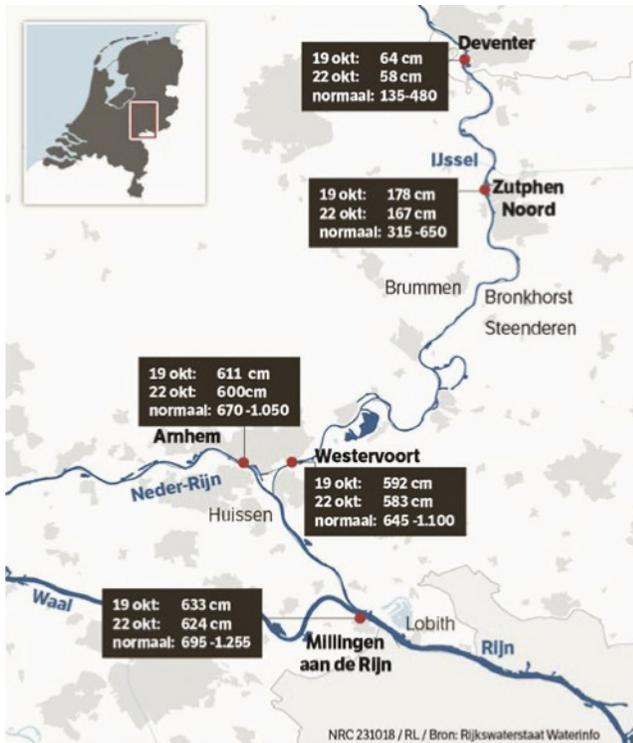 Deventer
19 okt: 64 cm
22 okt: 58 cm
normaal: 135-480
IJssel
Zutphen
Noord
19 okt: 178 cm
22 okt: 167 cm
normaal: 315-650
Brummen
Bronkhorst
Steenderen
19 okt: 611 cm
22 okt: 600cm
normaal: 670-1.050
Arnhem
Westervoort
19 okt: 592 cm
22 okt: 583 cm
normaal: 645-1.100
Neder-Rijn
Huissen
Waal
19 okt: 633 cm
22 okt: 624 cm
normaal: 695-1.255
Lobith
Millingen
aan de Rijn
Rijn
NRC 231018 / RL / Bron: Rijkswaterstaat Waterinfo